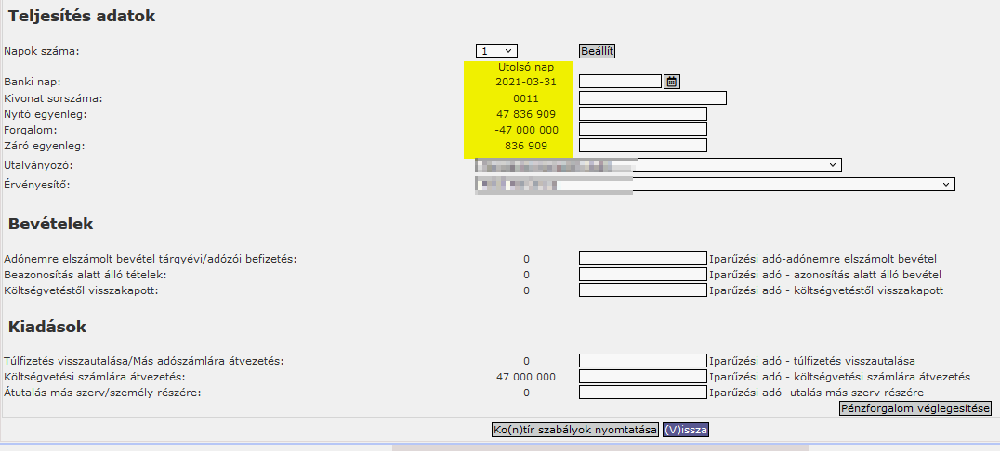 Teljesítés adatok
Napok száma: 1 Beállít
Utolsó nap
Banki nap: 2021-03-31
Kivonat sorszáma: 0011
Nyitó egyenleg: 47 836 909
Forgalom: -47 000 000
Záró egyenleg: 836 909
Utalványozó:
Érvényesítő:
Bevételek
Adónemre elszámolt bevétel tárgyévi/adózói befizetés: 0 Iparűzési adó-adónemre elszámolt bevétel
Beazonosítás alatt álló tételek: 0 Iparűzési adó - azonosítás alatt álló bevétel
Költségvetéstől visszakapott: 0 Iparűzési adó - költségvetéstől visszakapott
Kiadások
Túlfizetés visszautalása/Más adószámlára átvezetés: 0 Iparűzési adó - túlfizetés visszautalása
Költségvetési számlára átvezetés: 47 000 000 Iparűzési adó - költségvetési számlára átvezetés
Átutalás más szerv/személy részére: 0 Iparűzési adó- utalás más szerv részére
Pénzforgalom véglegesítése
Ko(n)tír szabályok nyomtatása (V)issza